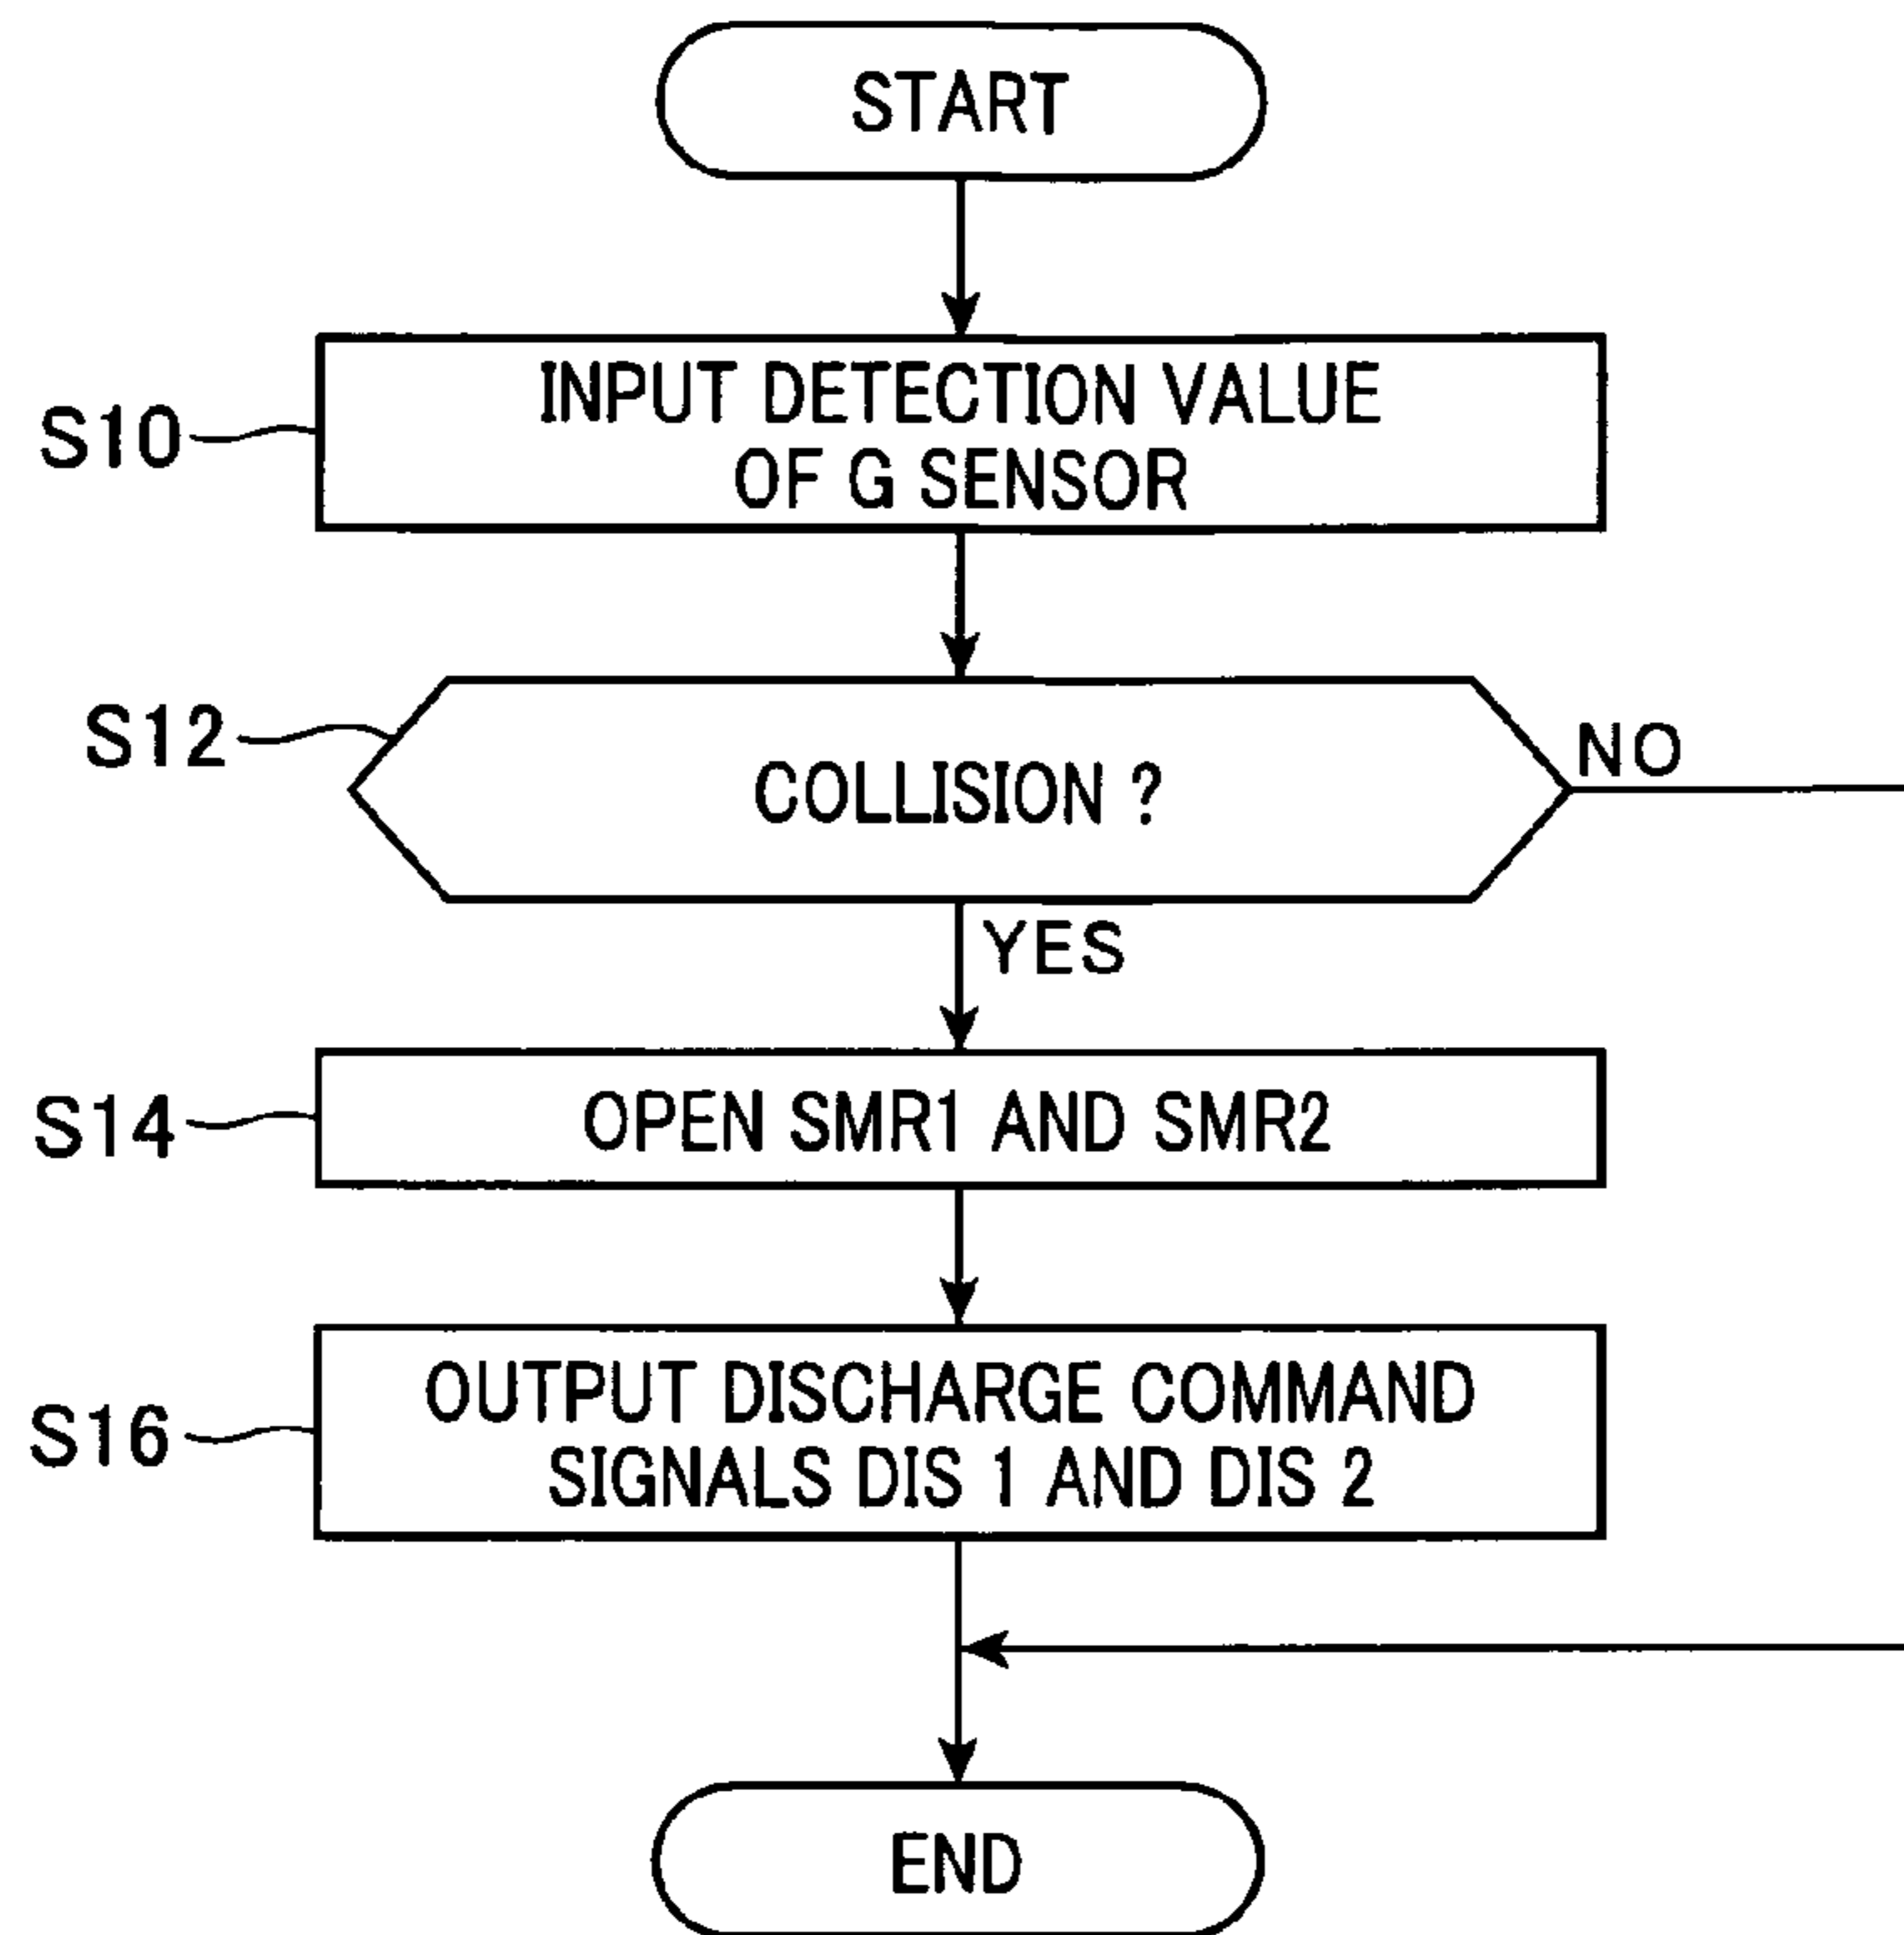 START
S10
INPUT DETECTION VALUE
OF G SENSOR
S12
COLLISION ?
NO
YES
S14
OPEN SMR1 AND SMR2
S16
OUTPUT DISCHARGE COMMAND
SIGNALS DIS 1 AND DIS 2
END